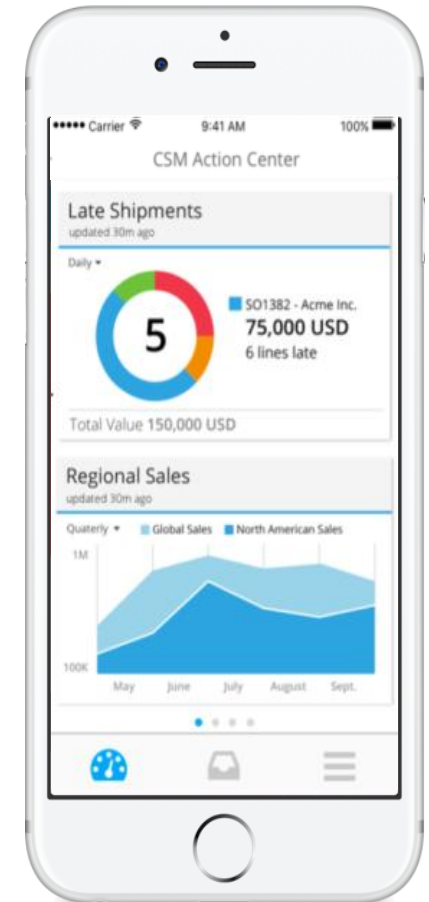 Carrier 9:41 AM 100%
CSM Action Center
Late Shipments
updated 30m ago
Daily
5
SO1382 - Acme Inc.
75,000 USD
6 lines late
Total Value 150,000 USD
Regional Sales
updated 30m ago
Quaterly Global Sales North American Sales
1M
100K
May June July August Sept.